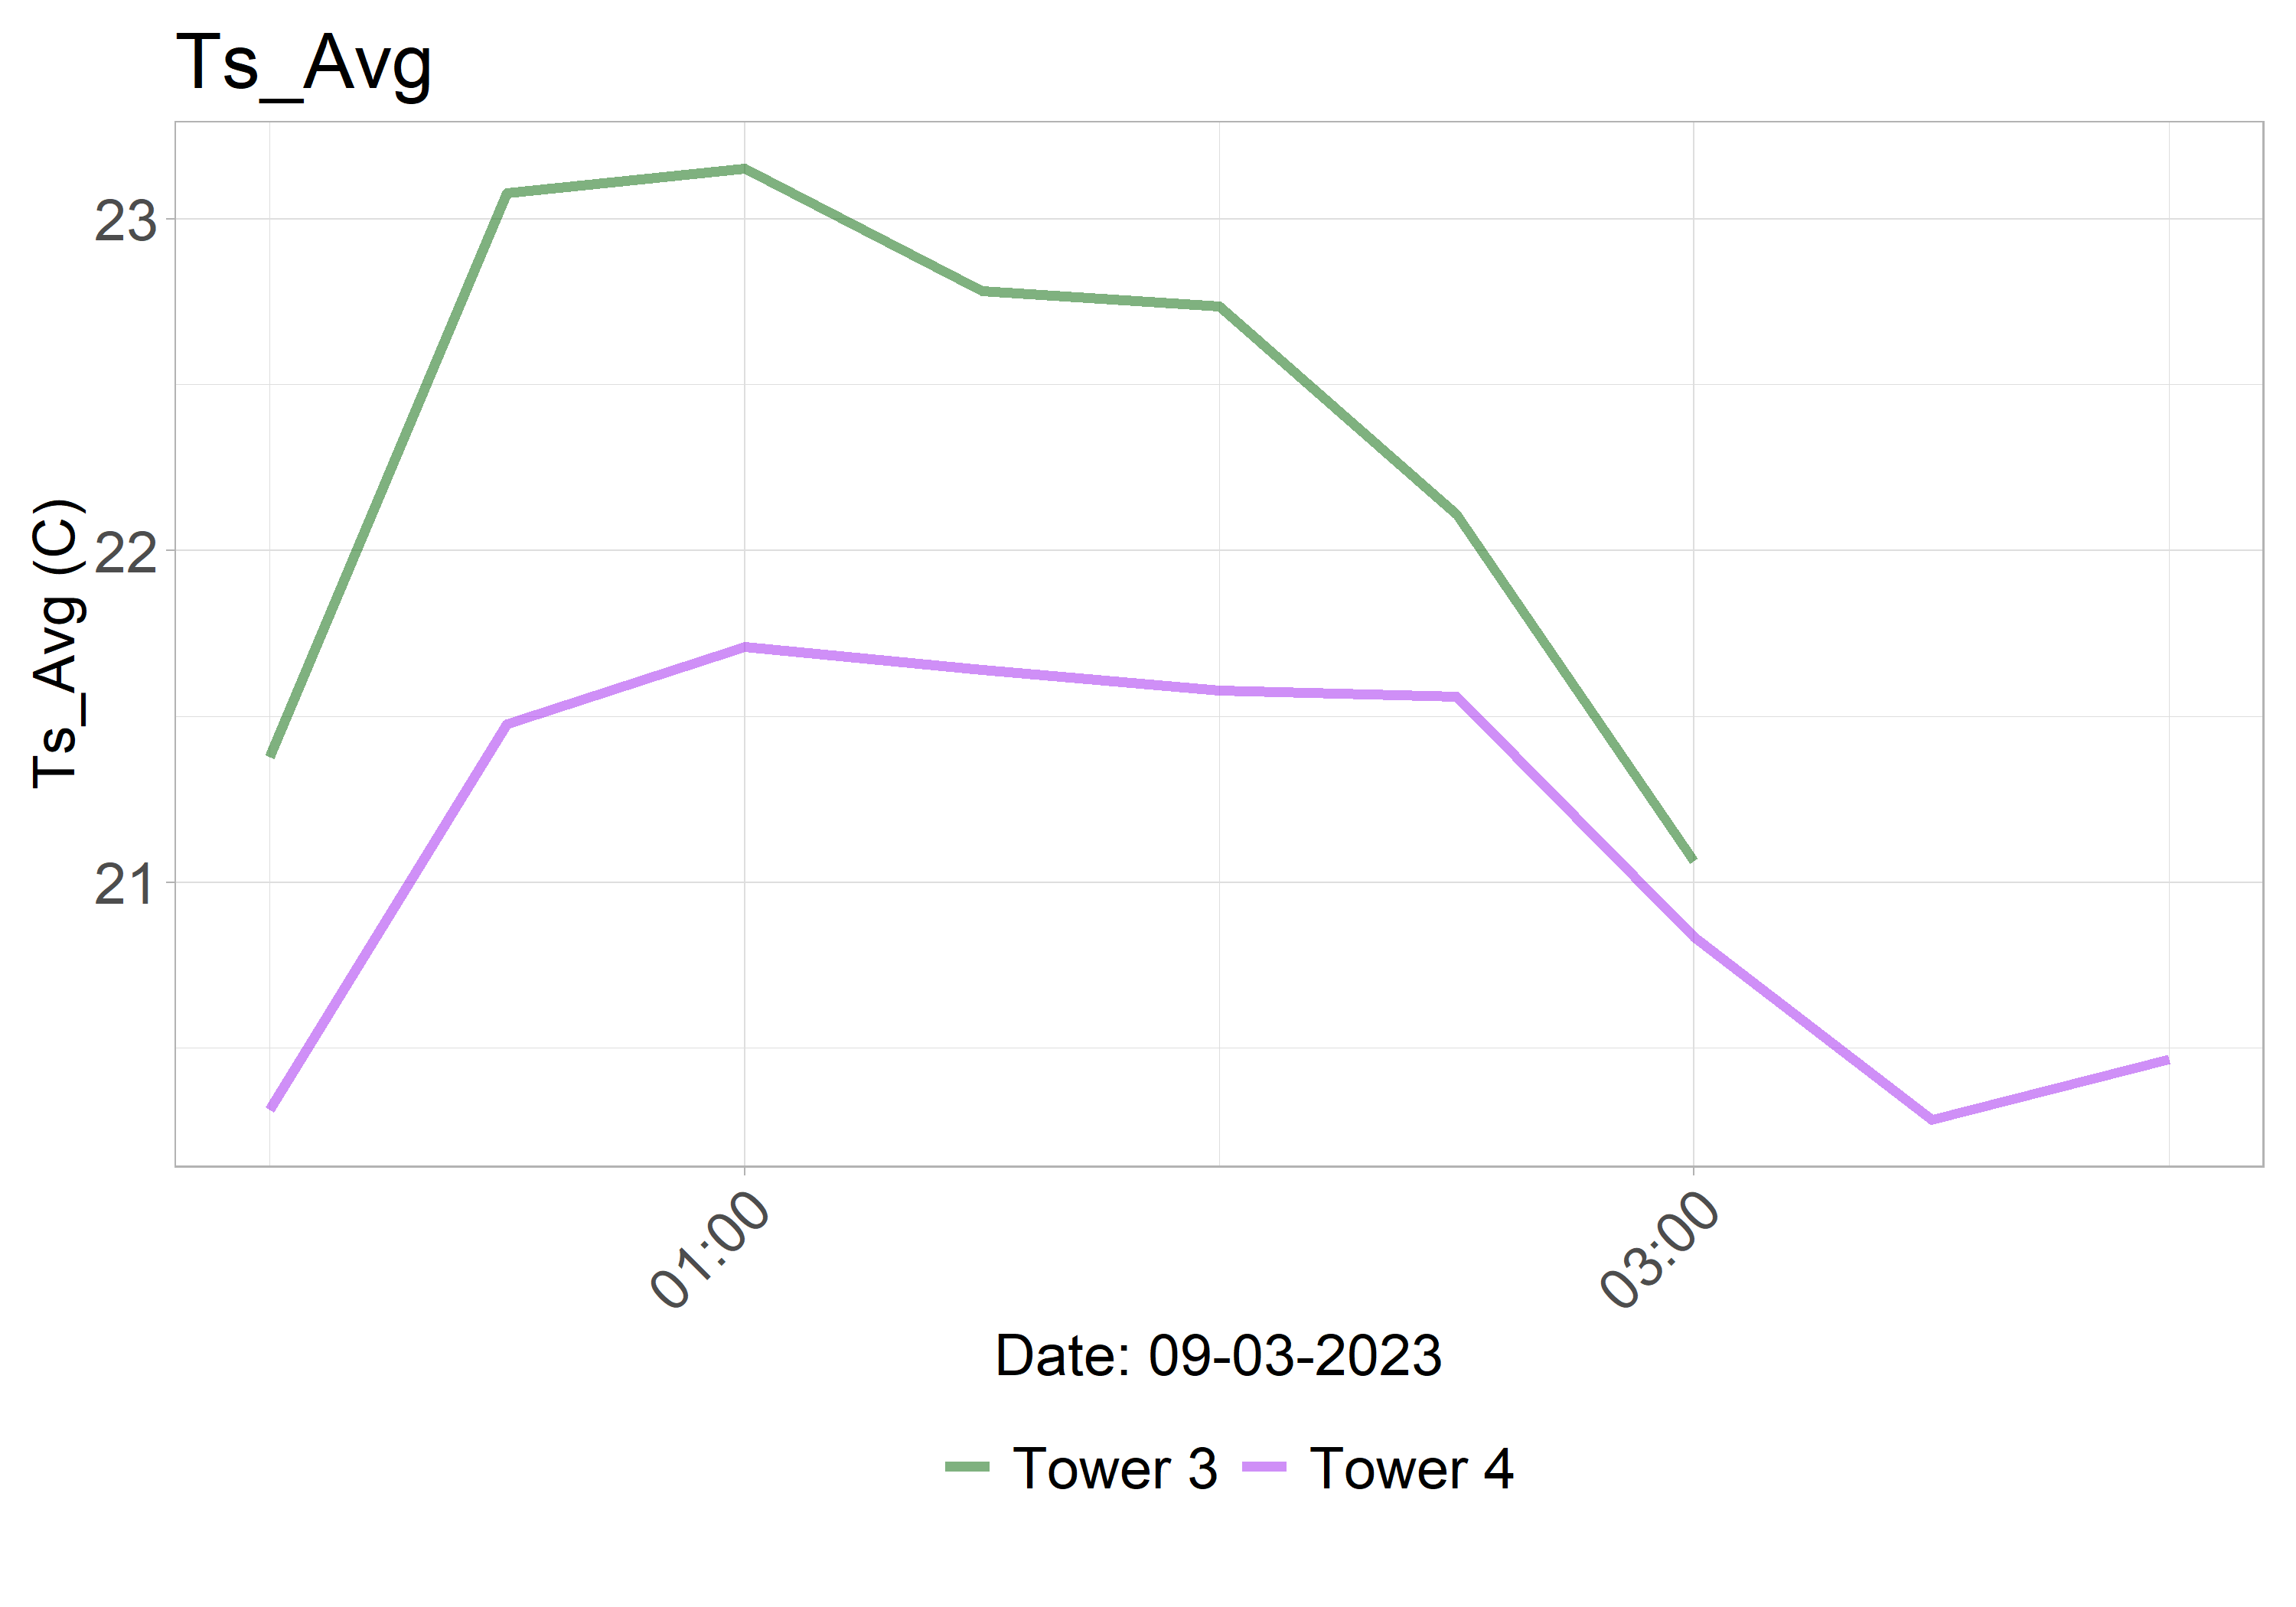 Ts_Avg
Ts_Avg (C)
23
22
21
01:00
03:00
Date: 09-03-2023
Tower 3
Tower 4